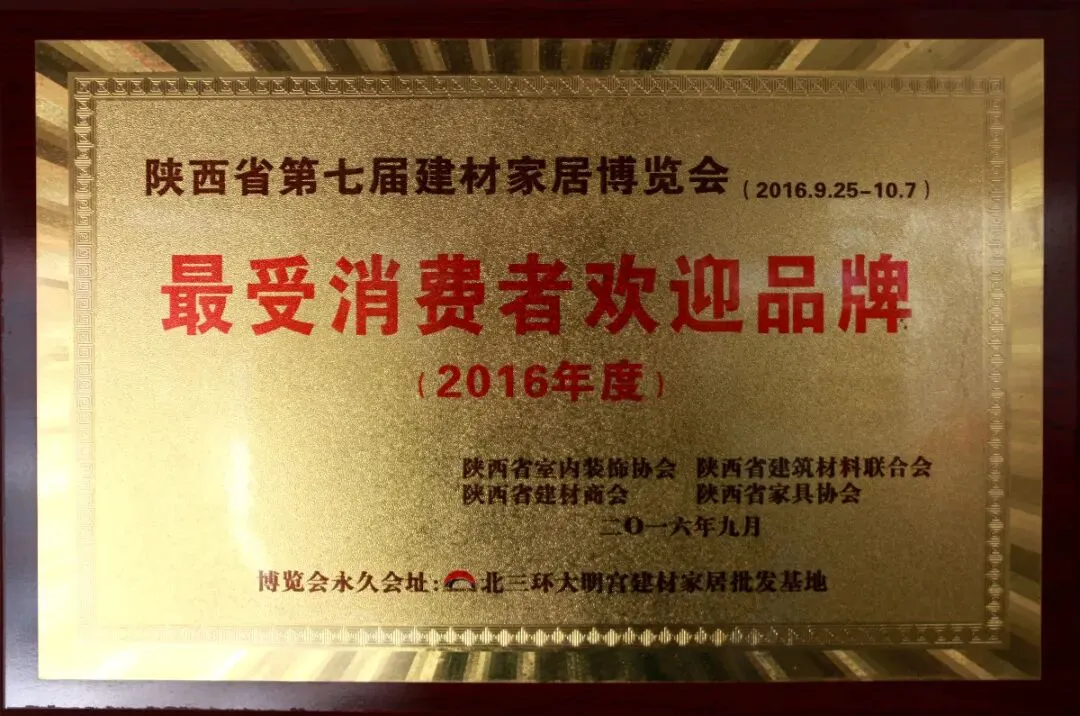 陕西省第七届建材家居博览会（2016.9.25-10.7）
最受消费者欢迎品牌
（2016年度）
陕西省室内装饰协会 陕西省建筑材料联合会
陕西省建材商会 陕西省家具协会
二〇一六年九月
博览会永久会址:北三环大明宫建材家居批发基地